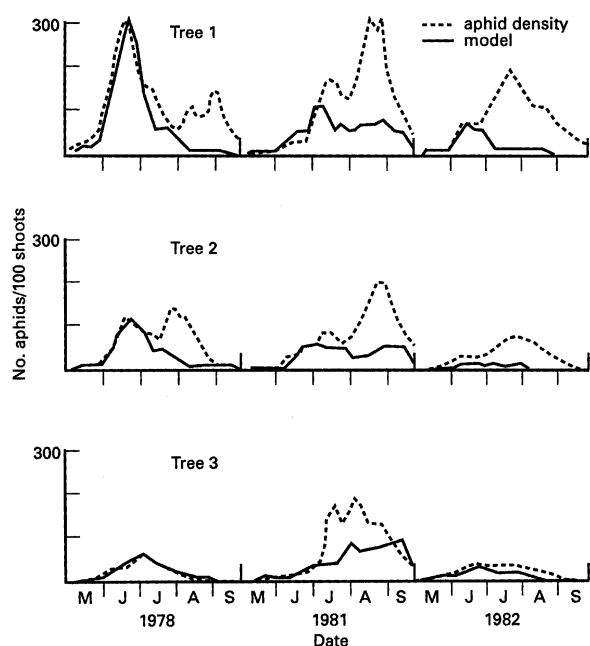 300
Tree 1
aphid density
model
300
Tree 2
No. aphids/100 shoots
300
Tree 3
M J J A S M J J A S M J J A S
1978 1981 1982
Date